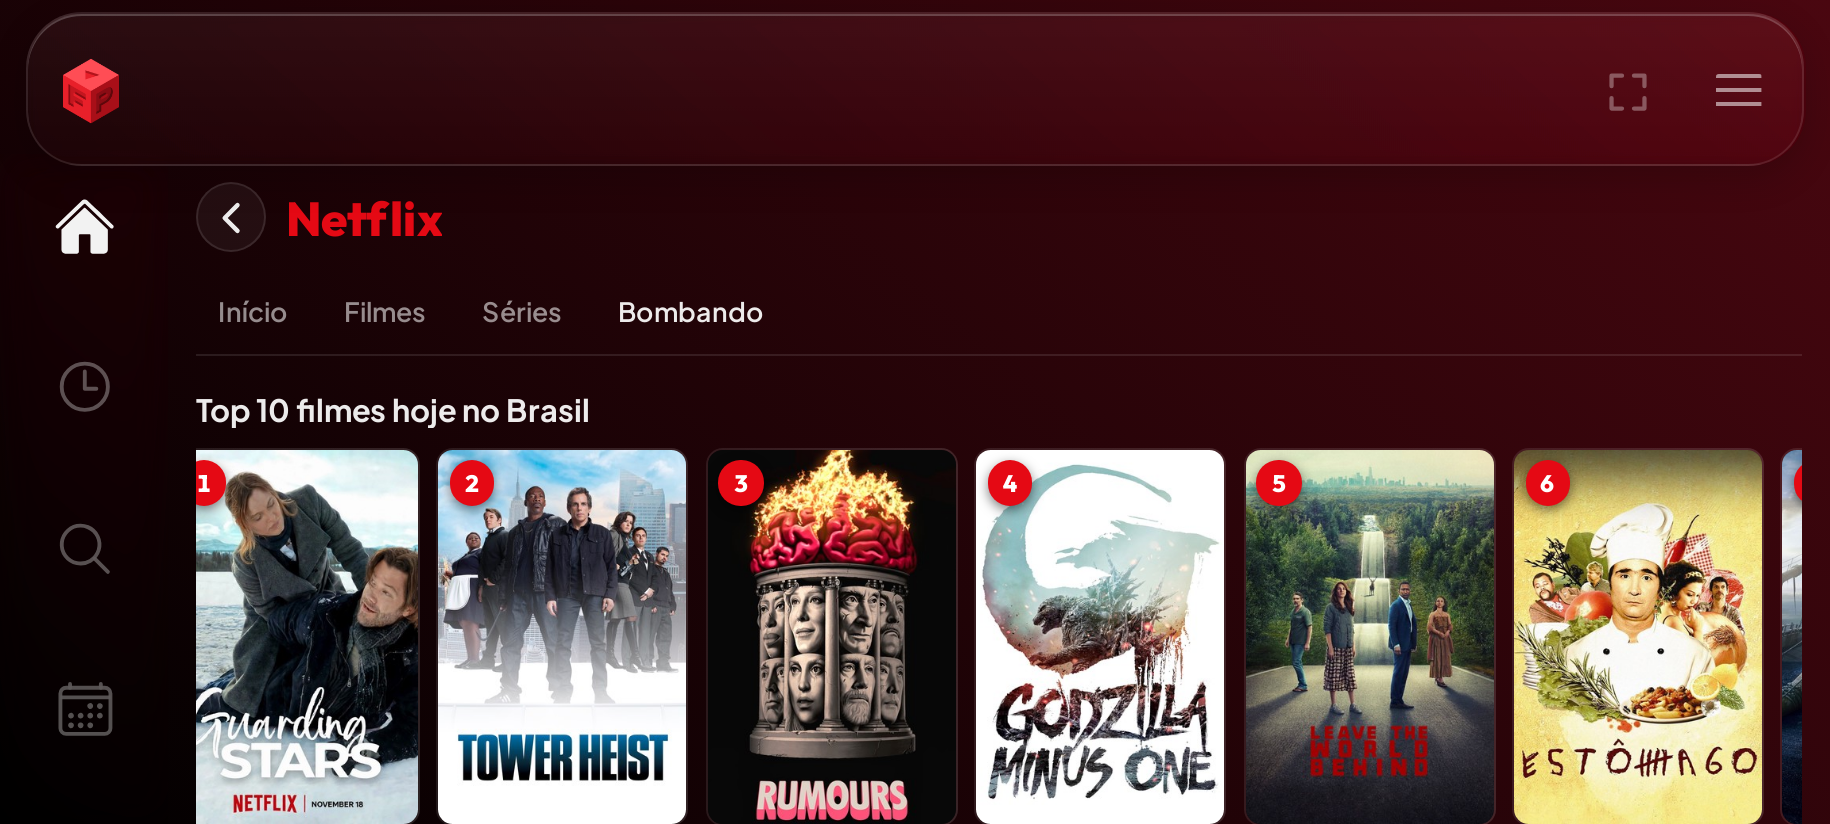 Netflix
Início Filmes Séries Bombando
Top 10 filmes hoje no Brasil
1 2 3 4 5 6
Guarding
STARS
NETFLIX | NOVEMBER 18
TOWER HEIST
RUMOURS
GODZILLA
MINUS ONE
LEAVE THE
WORLD
BEHIND
ESTÔMAGO